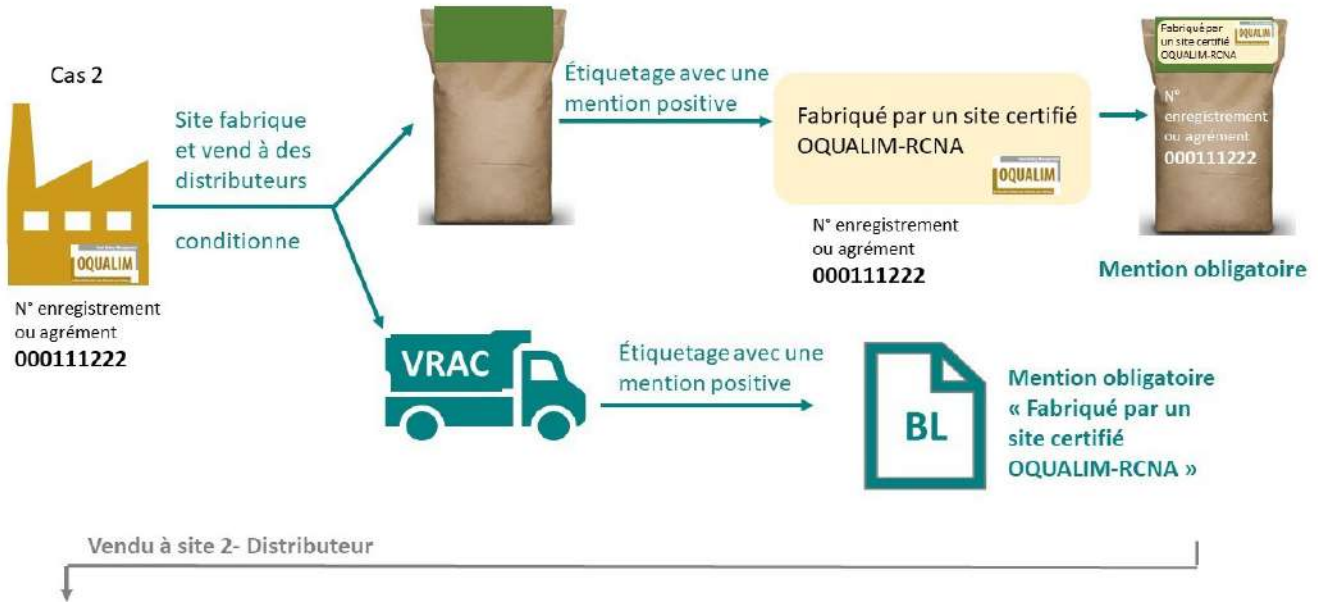 Cas 2
OQUALIM
N° enregistrement
ou agrément
000111222
Site fabrique
et vend à des
distributeurs
conditionne
Étiquetage avec une
mention positive
Fabriqué par un site certifié
OQUALIM-RCNA
OQUALIM
N° enregistrement
ou agrément
000111222
Fabriqué par
un site certifié
OQUALIM-RCNA
OQUALIM
N°
enregistrement
ou agrément
000111222
Mention obligatoire
VRAC
Étiquetage avec une
mention positive
BL
Mention obligatoire
« Fabriqué par un
site certifié
OQUALIM-RCNA »
Vendu à site 2- Distributeur